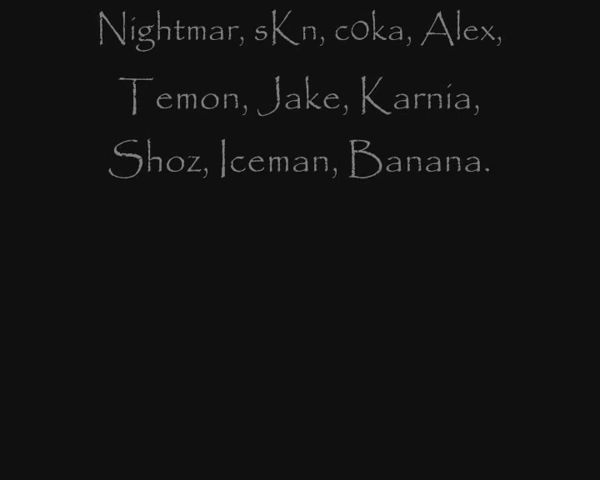 Nightmar, sKn, c0ka, Alex,
Temon, Jake, Karnia,
Shoz, Iceman, Banana.